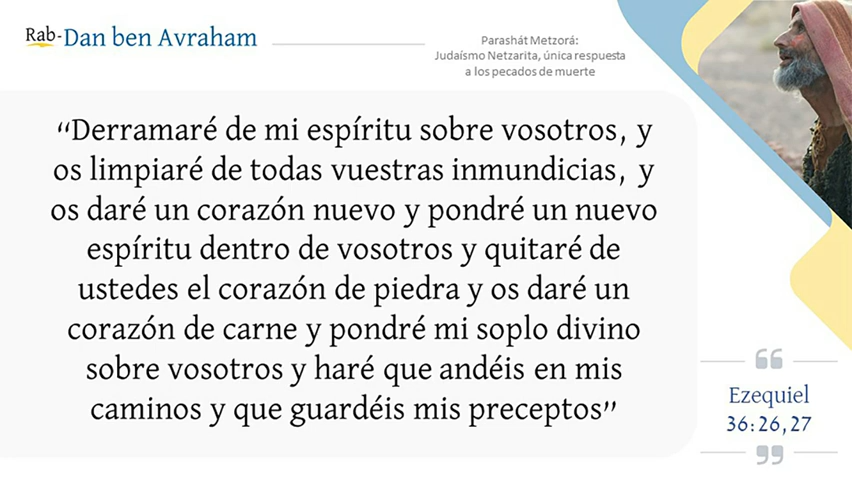 Rab-Dan ben Avraham
Parashát Metzorá:
Judaísmo Netzarita, única respuesta
a los pecados de muerte
“Derramaré de mi espíritu sobre vosotros, y
os limpiaré de todas vuestras inmundicias, y
os daré un corazón nuevo y pondré un nuevo
espíritu dentro de vosotros y quitaré de
ustedes el corazón de piedra y os daré un
corazón de carne y pondré mi soplo divino
sobre vosotros y haré que andéis en mis
caminos y que guardéis mis preceptos”
“
Ezequiel
36:26,27
”